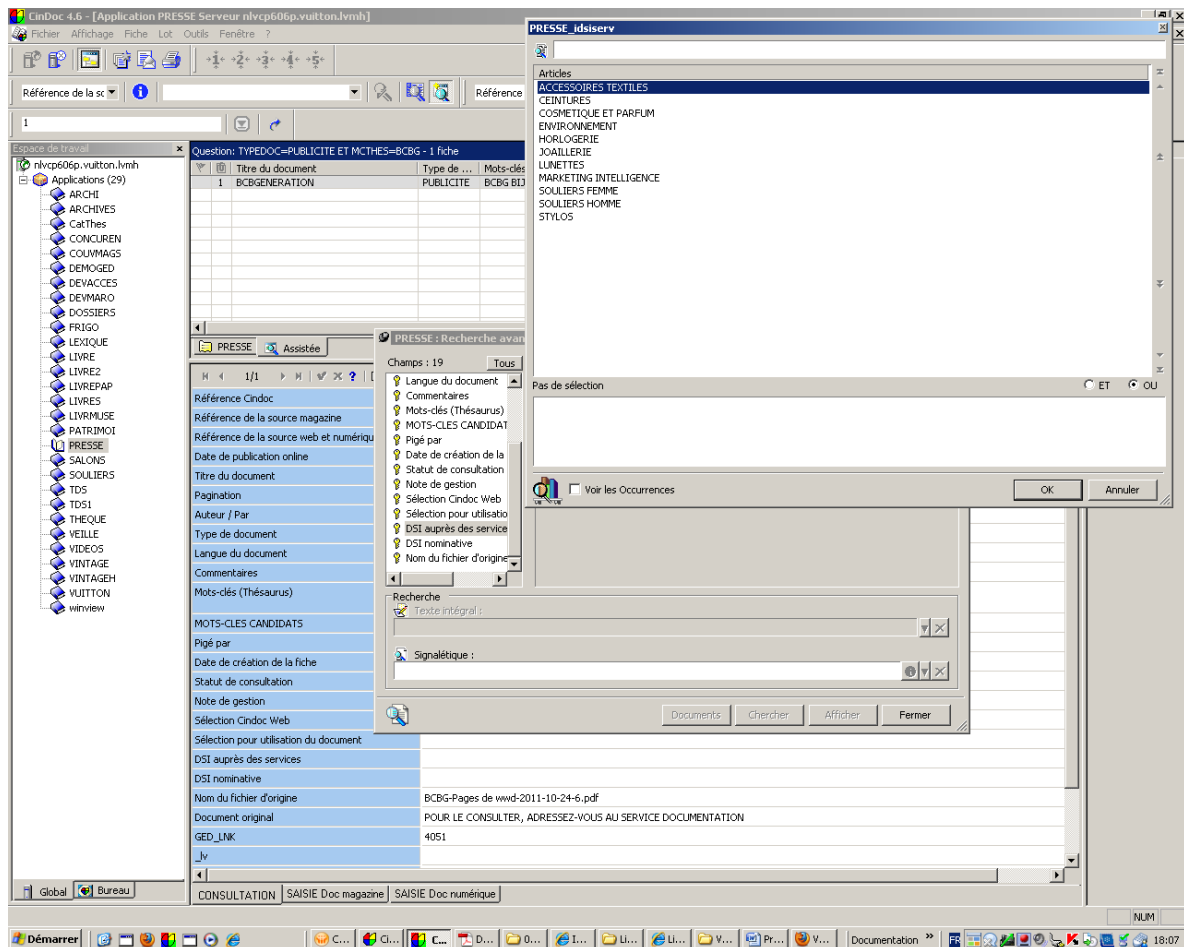 CinDoc 4.6 - [Application PRESSE Serveur nlvcp606p.vuitton.lvmh]
Fichier Affichage Fiche Lot Outils Fenêtre ?
1 2 3 4 5
Référence de la sc
Référence
1
Espace de travail
nlvcp606p.vuitton.lvmh
Applications (29)
ARCHI
ARCHIVES
CatThes
CONCUREN
COUVMAGS
DEMOGED
DEVACCES
DEVMARO
DOSSIERS
FRIGO
LEXIQUE
LIVRE
LIVRE2
LIVREPAP
LIVRES
LIVRMUSE
PATRIMOI
PRESSE
SALONS
SOULIERS
TDS
TDS1
THEQUE
VEILLE
VIDEOS
VINTAGE
VINTAGEH
VUITTON
winview
Global Bureau
Question: TYPEDOC=PUBLICITE ET MCTHES=BCBG - 1 fiche
Titre du document Type de ... Mots-clés
1 BCBGENERATION PUBLICITE BCBG BIJ
PRESSE Assistée
1/1
Référence Cindoc
Référence de la source magazine
Référence de la source web et numériqu
Date de publication online
Titre du document
Pagination
Auteur / Par
Type de document
Langue du document
Commentaires
Mots-clés (Thésaurus)
MOTS-CLES CANDIDATS
Pigé par
Date de création de la fiche
Statut de consultation
Note de gestion
Sélection Cindoc Web
Sélection pour utilisation du document
DSI auprès des services
DSI nominative
Nom du fichier d'origine BCBG-Pages de wwd-2011-10-24-6.pdf
Document original POUR LE CONSULTER, ADRESSEZ-VOUS AU SERVICE DOCUMENTATION
GED_LNK 4051
_lv
CONSULTATION SAISIE Doc magazine SAISIE Doc numérique
PRESSE : Recherche avan
Champs : 19 Tous
Langue du document
Commentaires
Mots-clés (Thésaurus)
MOTS-CLES CANDIDAT
Pigé par
Date de création de la
Statut de consultation
Note de gestion
Sélection Cindoc Web
Sélection pour utilisatio
DSI auprès des service
DSI nominative
Nom du fichier d'origine
Recherche
Texte intégral :
Signalétique :
Documents Chercher Afficher Fermer
PRESSE_idsiserv
Articles
ACCESSOIRES TEXTILES
CEINTURES
COSMETIQUE ET PARFUM
ENVIRONNEMENT
HORLOGERIE
JOAILLERIE
LUNETTES
MARKETING INTELLIGENCE
SOULIERS FEMME
SOULIERS HOMME
STYLOS
Pas de sélection ET OU
Voir les Occurrences OK Annuler
NUM
Démarrer C... Ci... C... D... 0... I... Li... Li... V... Pr... V... Documentation » FR 18:07